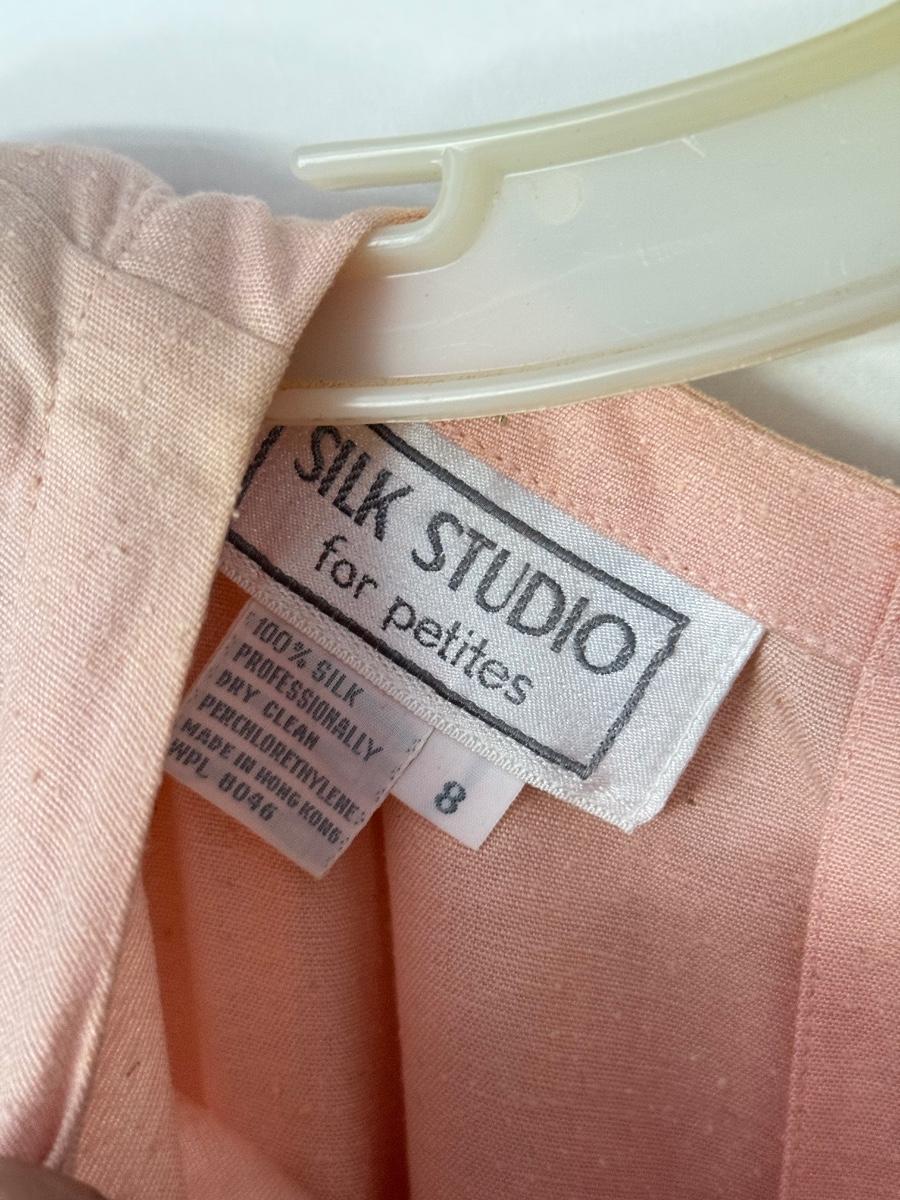 SILK STUDIO
for petites
100% SILK
PROFESSIONALLY
DRY CLEAN
PERCHLORETHYLENE
MADE IN HONG KONG
WPL 8046
8